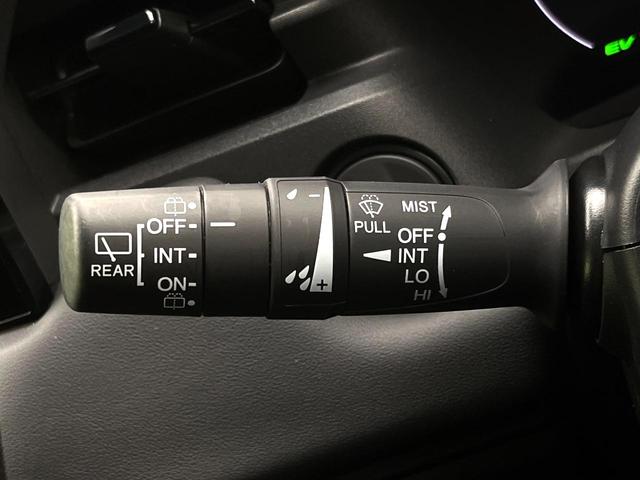 EV
OFF
INT
ON
REAR
PULL
MIST
OFF
INT
LO
HI